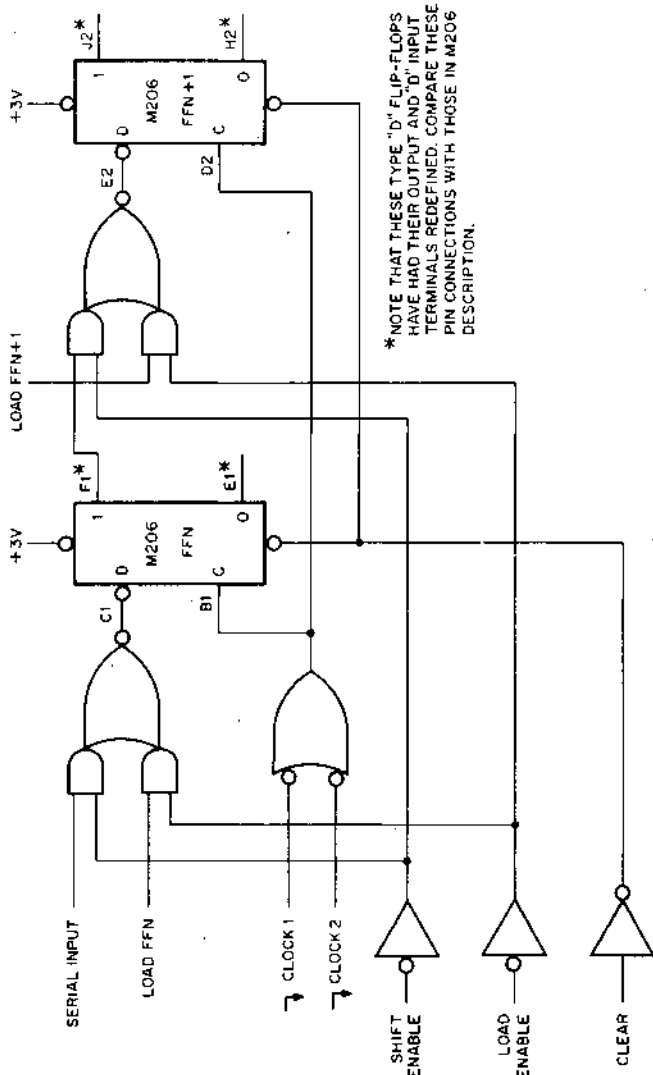 +3V
J2*
1
M206
FFN+1
0
H2*
D
C
E2
D2
LOAD FFN+1
+3V
F1*
1
M206
FFN
0
E1*
D
C
C1
B1
SERIAL INPUT
LOAD FFN
CLOCK 1
CLOCK 2
SHIFT
ENABLE
LOAD
ENABLE
CLEAR
*NOTE THAT THESE TYPE "D" FLIP-FLOPS
HAVE HAD THEIR OUTPUT AND "D" INPUT
TERMINALS REDEFINED. COMPARE THESE
PIN CONNECTIONS WITH THOSE IN M206
DESCRIPTION.